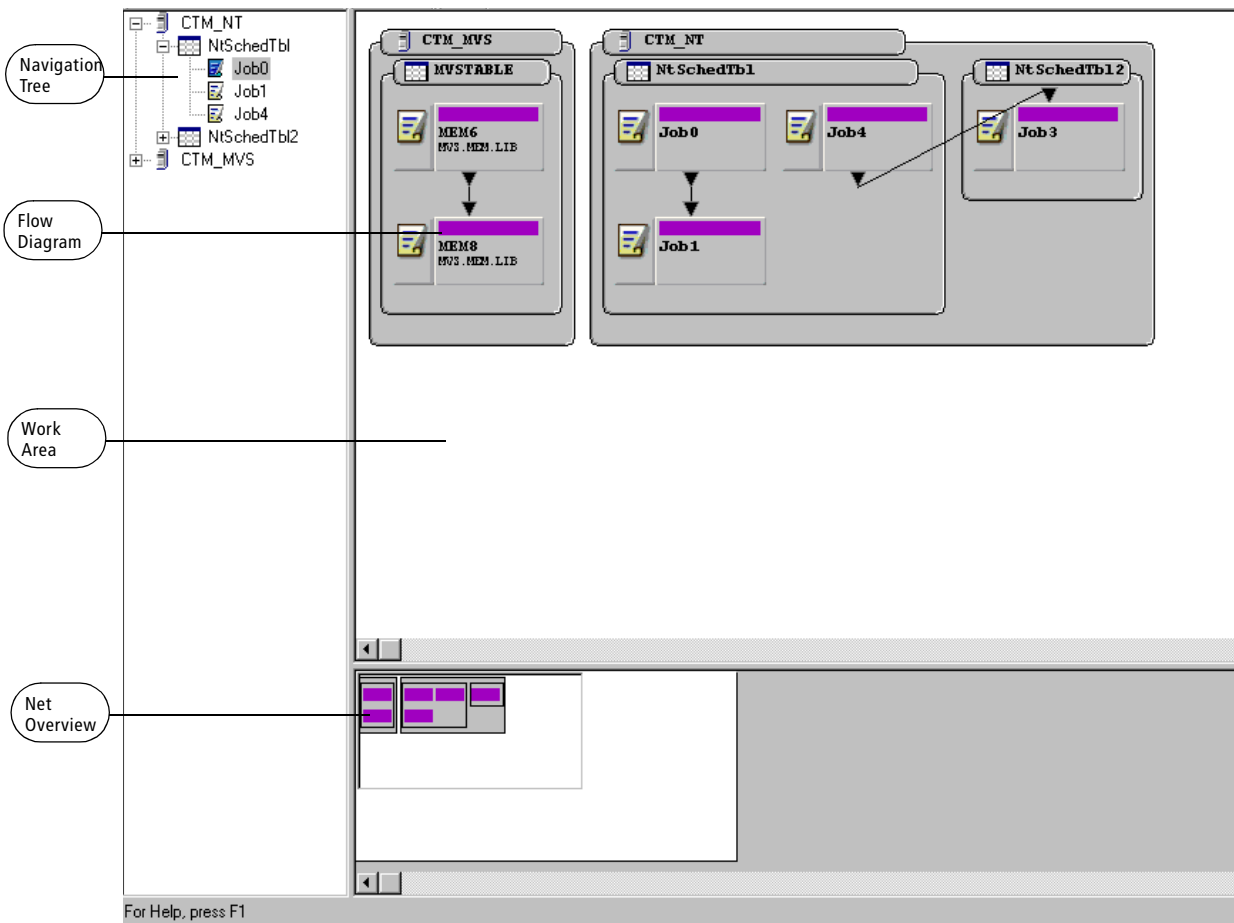 Navigation
Tree
CTM_NT
NtSchedTbl
Job0
Job1
Job4
NtSchedTbl2
CTM_MVS
CTM_MVS
MVSTABLE
MEM6
MVS.MEM.LIB
MEM8
MVS.MEM.LIB
CTM_NT
NtSchedTbl
Job0
Job4
Job1
NtSchedTbl2
Job3
Flow
Diagram
Work
Area
Net
Overview
For Help, press F1